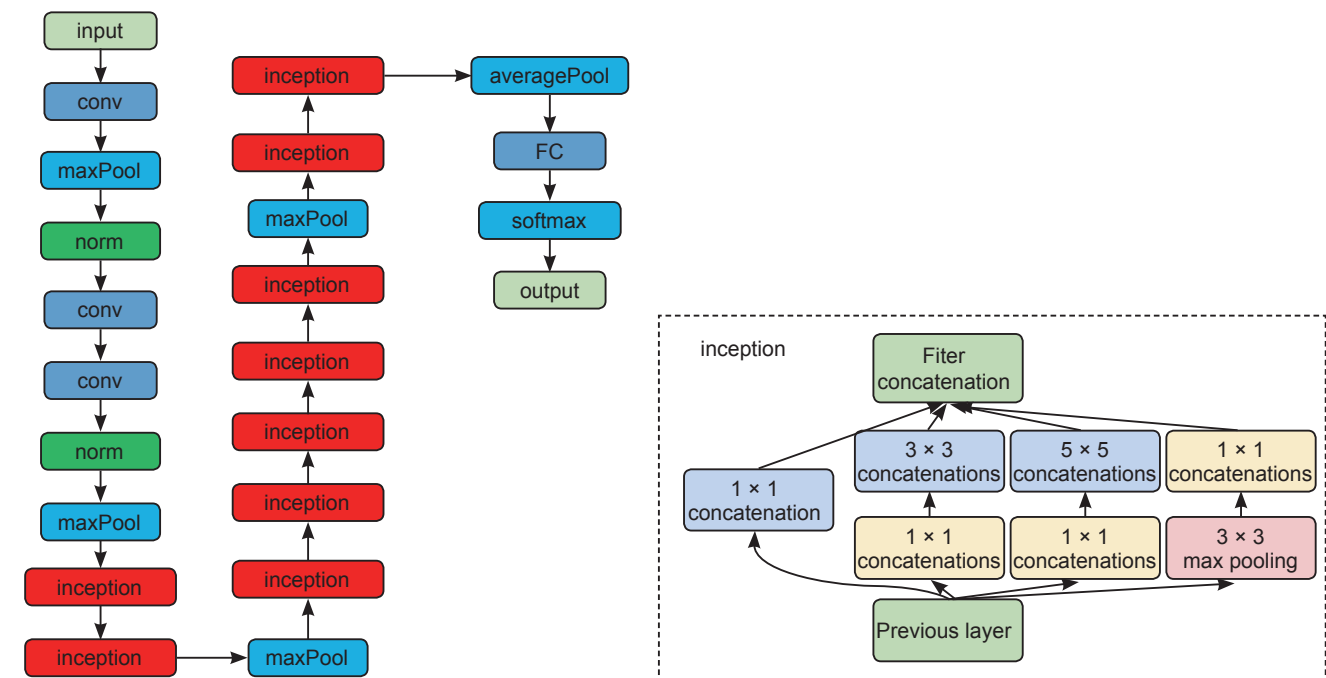 input
conv
maxPool
norm
conv
conv
norm
maxPool
inception
inception
maxPool
inception
inception
inception
inception
inception
maxPool
inception
inception
averagePool
FC
softmax
output
inception
Fiter
concatenation
1 × 1
concatenation
3 × 3
concatenations
5 × 5
concatenations
1 × 1
concatenations
1 × 1
concatenations
1 × 1
concatenations
3 × 3
max pooling
Previous layer